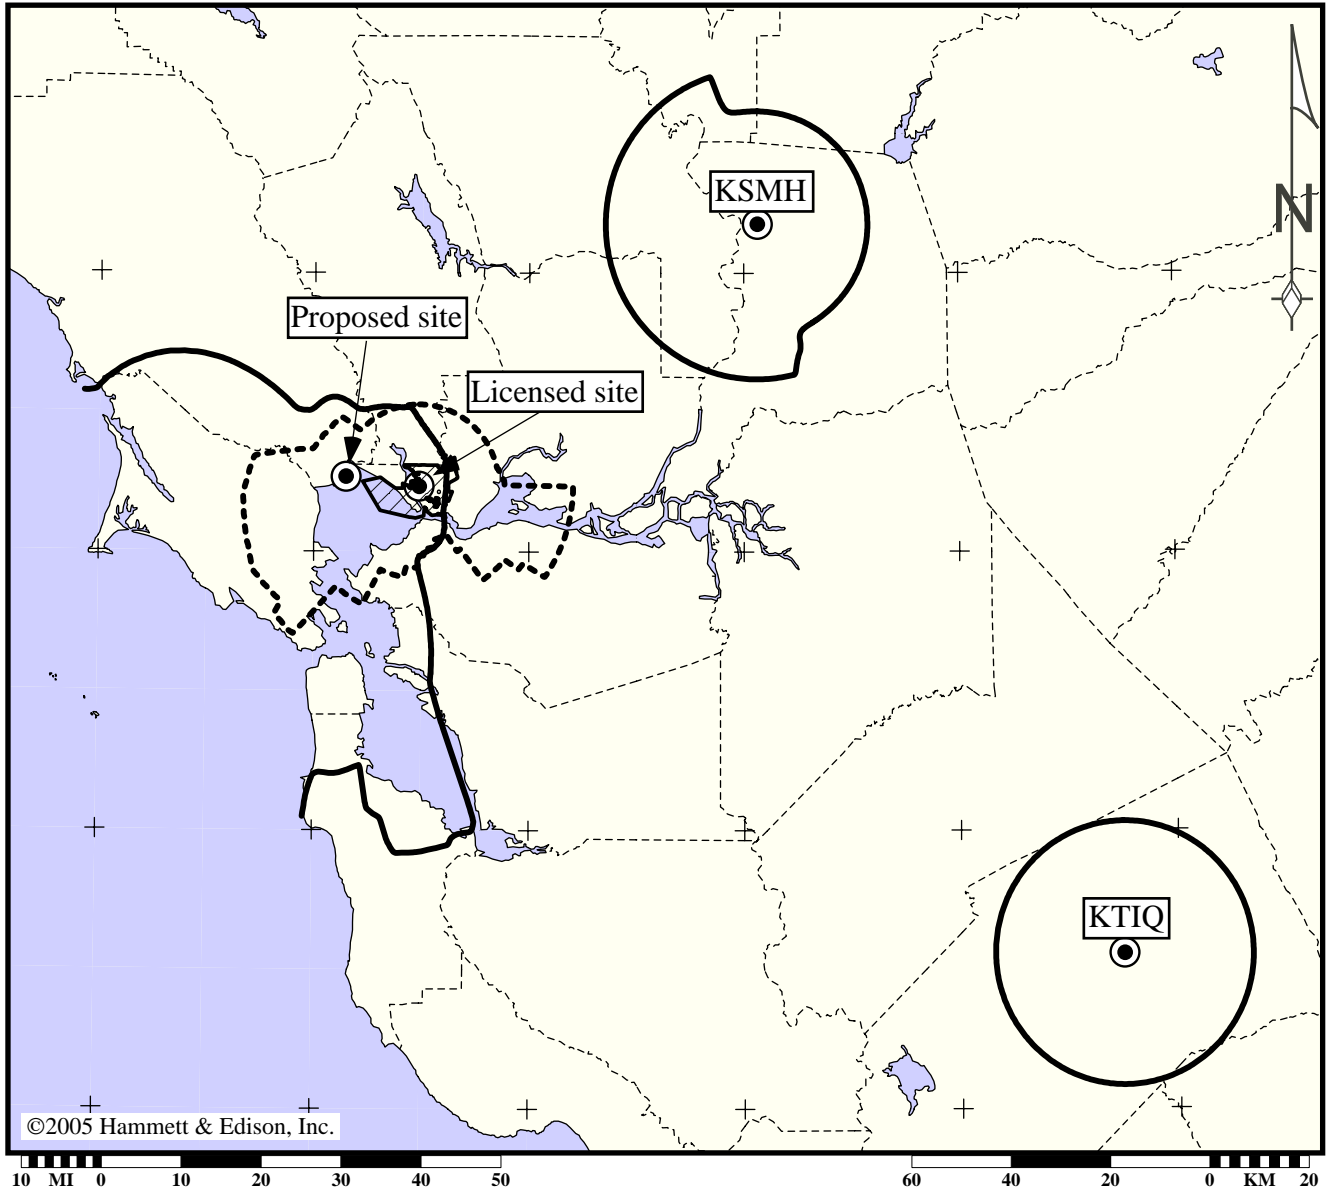 KSMH
N
Proposed site
Licensed site
KTIQ
©2005 Hammett & Edison, Inc.
10 MI 0 10 20 30 40 50
60 40 20 0 KM 20